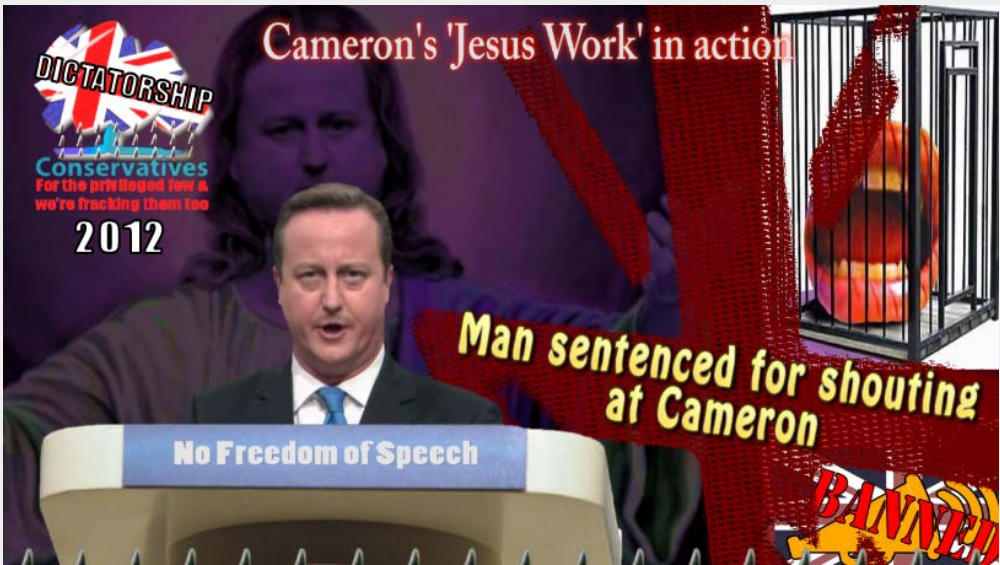 Cameron's 'Jesus Work' in action
DICTATORSHIP
Conservatives
For the privileged few &
we're fracking them too
2012
Man sentenced for shouting
at Cameron
No Freedom of Speech
BANNED